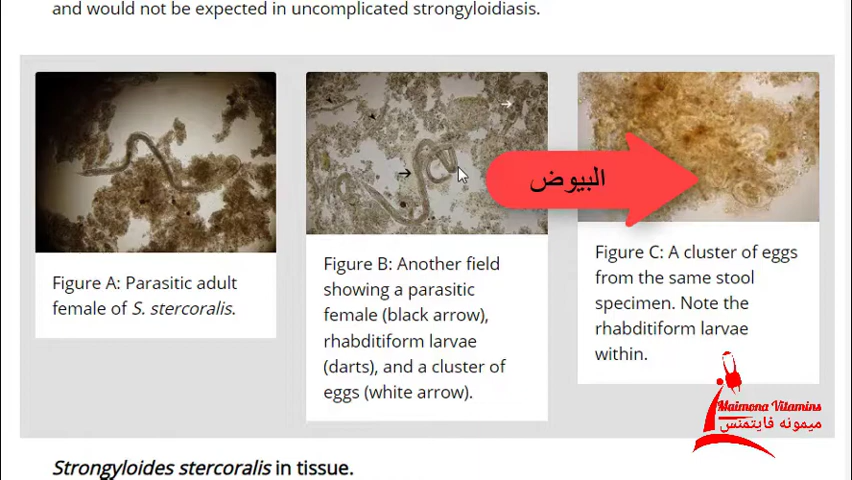 and would not be expected in uncomplicated strongyloidiasis.
البيوض
Figure A: Parasitic adult
female of S. stercoralis.
Figure B: Another field
showing a parasitic
female (black arrow),
rhabditiform larvae
(darts), and a cluster of
eggs (white arrow).
Figure C: A cluster of eggs
from the same stool
specimen. Note the
rhabditiform larvae
within.
Maimona Vitamins
ميمونه فايتمنس
Strongyloides stercoralis in tissue.